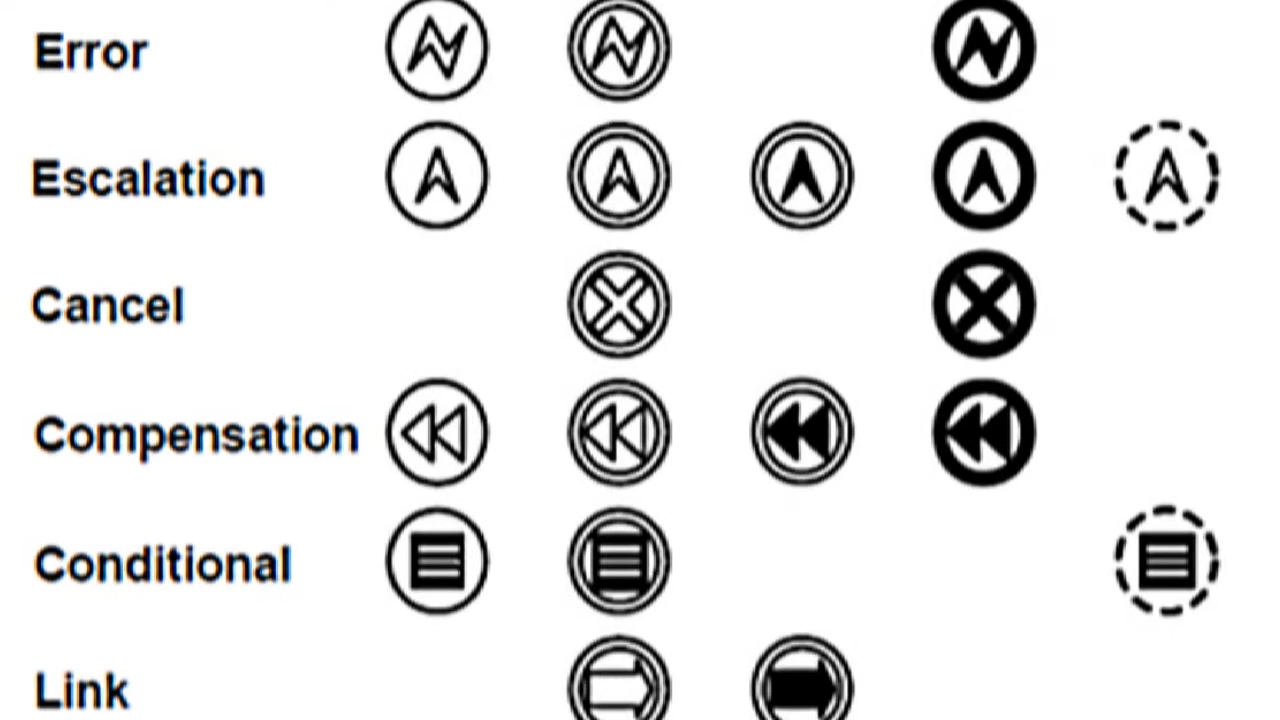 Error
Escalation
Cancel
Compensation
Conditional
Link